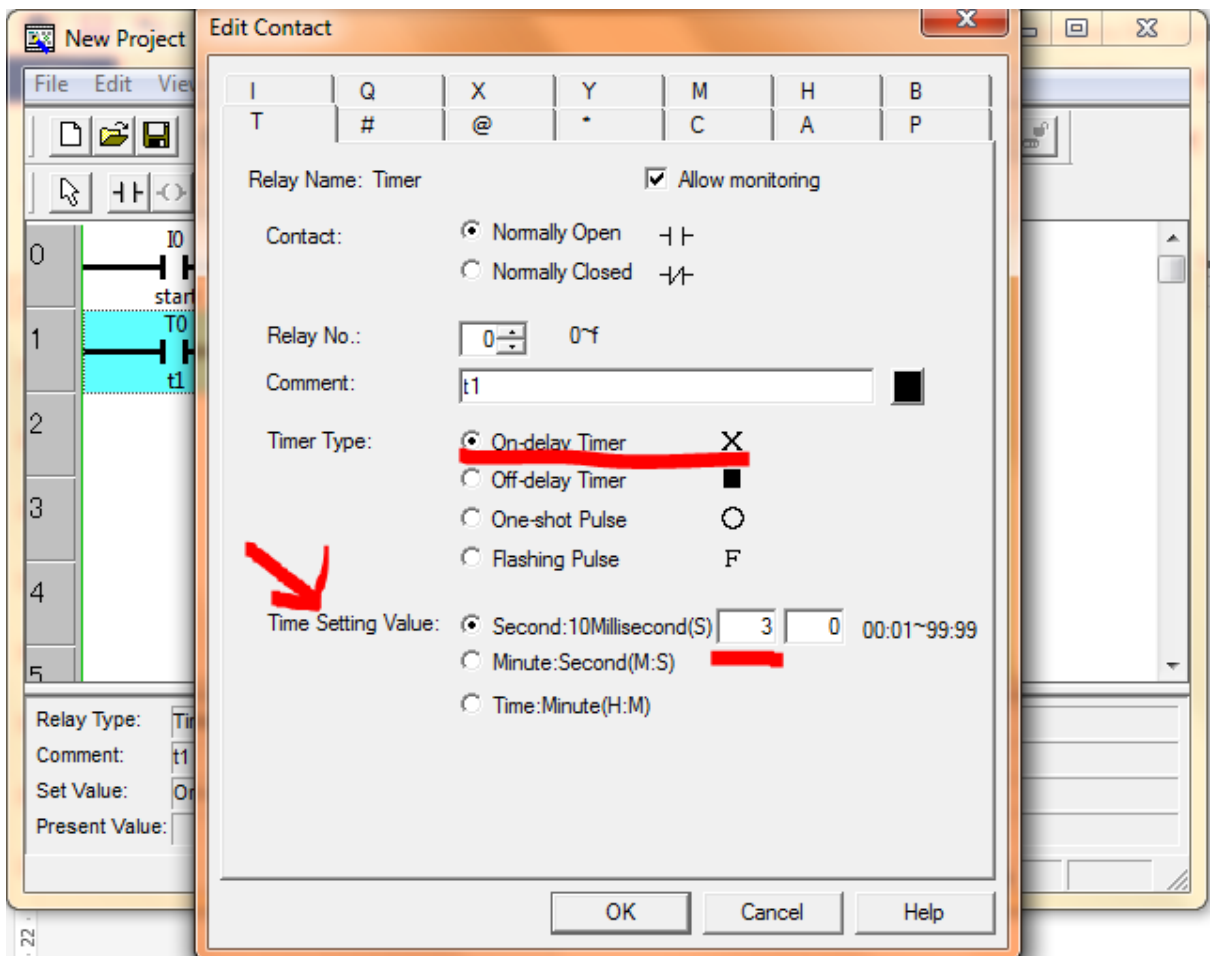 New Project
Edit Contact
File Edit View
I Q X Y M H B
T # @ * C A P
Relay Name: Timer
Allow monitoring
Contact:
Normally Open
Normally Closed
Relay No.: 0 0~f
Comment: t1
Timer Type:
On-delay Timer X
Off-delay Timer
One-shot Pulse
Flashing Pulse F
Time Setting Value:
Second:10Millisecond(S) 3 0 00:01~99:99
Minute:Second(M:S)
Time:Minute(H:M)
OK Cancel Help
0
I0
start
1
T0
t1
2
3
4
5
Relay Type:
Comment: t1
Set Value:
Present Value:
22